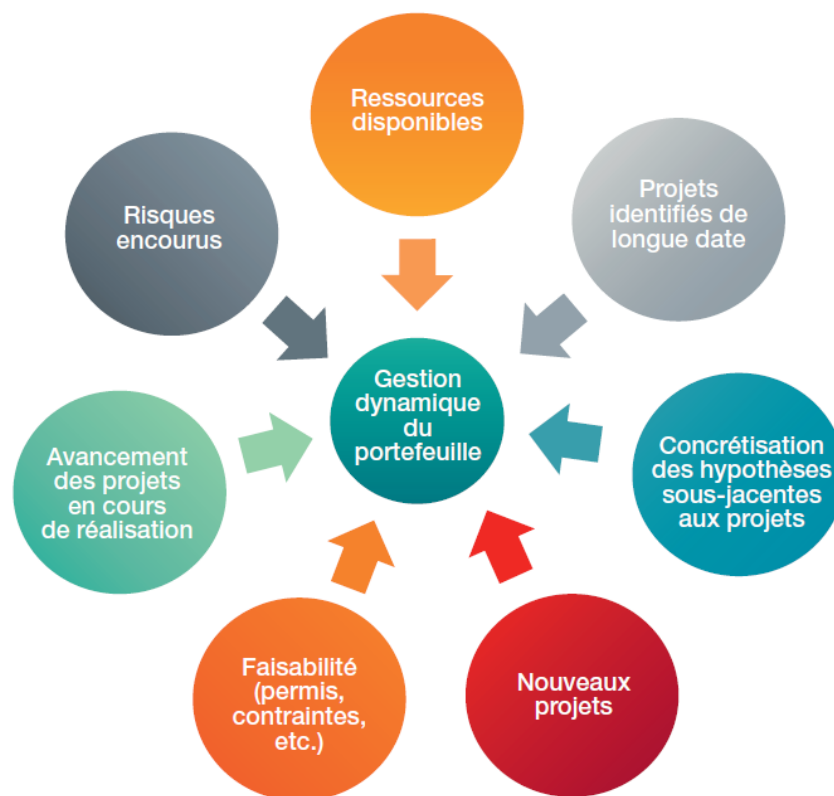 Ressources
disponibles
Projets
identifiés de
longue date
Concrétisation
des hypothèses
sous-jacentes
aux projets
Nouveaux
projets
Faisabilité
(permis,
contraintes,
etc.)
Avancement
des projets
en cours
de réalisation
Risques
encourus
Gestion
dynamique
du
portefeuille